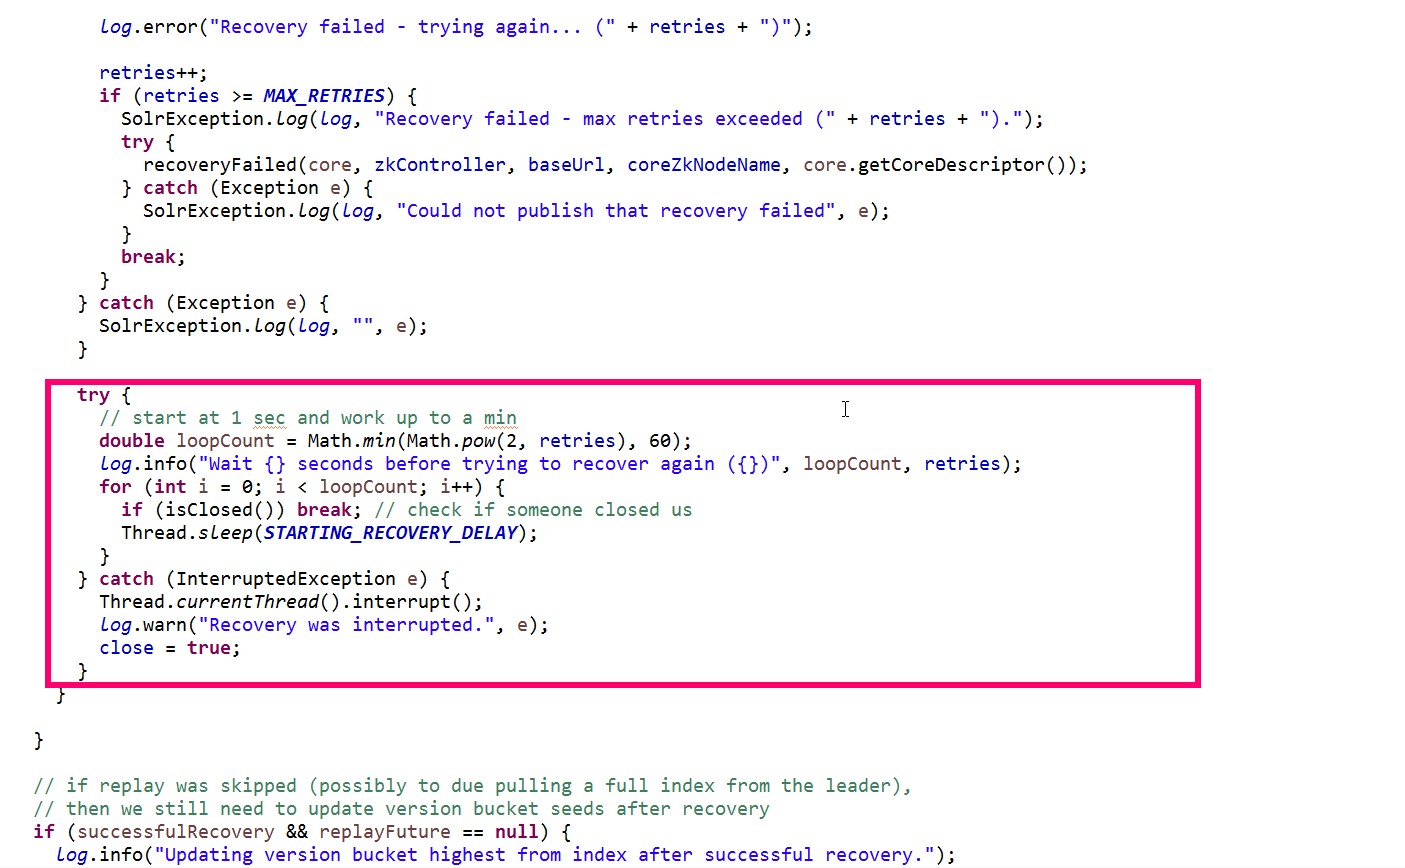 log.error("Recovery failed - trying again... (" + retries + ")");
retries++;
if (retries >= MAX_RETRIES) {
SolrException.log(log, "Recovery failed - max retries exceeded (" + retries + ").");
try {
recoveryFailed(core, zkController, baseUrl, coreZkNodeName, core.getCoreDescriptor());
} catch (Exception e) {
SolrException.log(log, "Could not publish that recovery failed", e);
}
break;
}
} catch (Exception e) {
SolrException.log(log, "", e);
}
try {
// start at 1 sec and work up to a min
double loopCount = Math.min(Math.pow(2, retries), 60);
log.info("Wait {} seconds before trying to recover again ({})", loopCount, retries);
for (int i = 0; i < loopCount; i++) {
if (isClosed()) break; // check if someone closed us
Thread.sleep(STARTING_RECOVERY_DELAY);
}
} catch (InterruptedException e) {
Thread.currentThread().interrupt();
log.warn("Recovery was interrupted.", e);
close = true;
}
}
}
// if replay was skipped (possibly to due pulling a full index from the leader),
// then we still need to update version bucket seeds after recovery
if (successfulRecovery && replayFuture == null) {
log.info("Updating version bucket highest from index after successful recovery.");